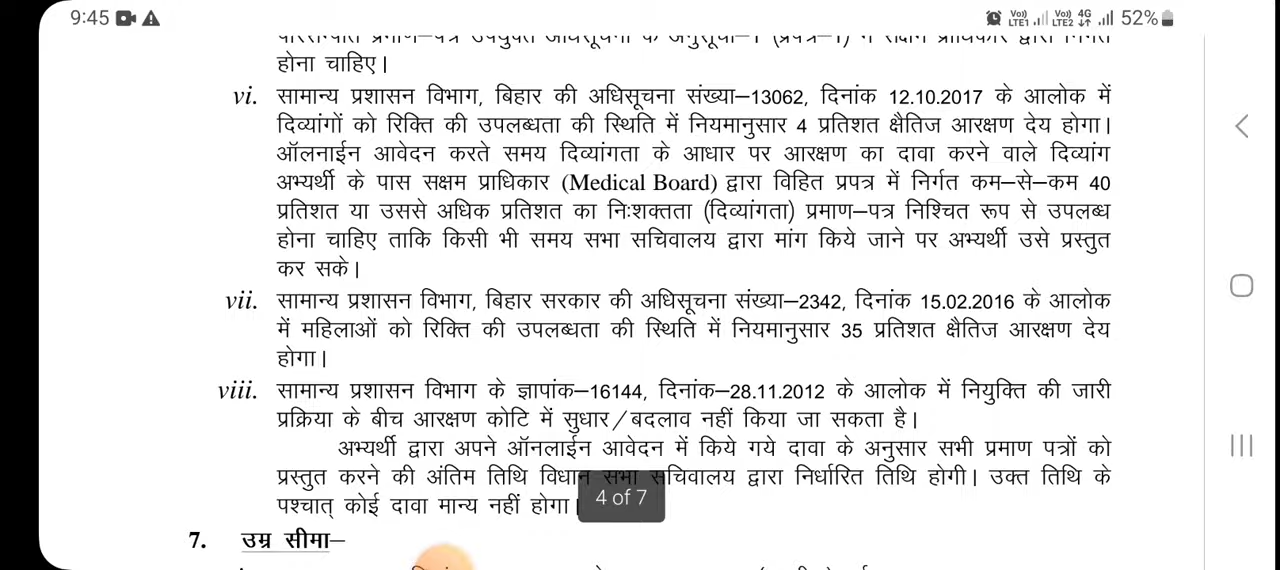 9:45
Vo)) LTE1 Vo)) LTE2 4G 52%
होना चाहिए।
vi. सामान्य प्रशासन विभाग, बिहार की अधिसूचना संख्या–13062, दिनांक 12.10.2017 के आलोक में
दिव्यांगों को रिक्ति की उपलब्धता की स्थिति में नियमानुसार 4 प्रतिशत क्षैतिज आरक्षण देय होगा।
ऑलनाईन आवेदन करते समय दिव्यांगता के आधार पर आरक्षण का दावा करने वाले दिव्यांग
अभ्यर्थी के पास सक्षम प्राधिकार (Medical Board) द्वारा विहित प्रपत्र में निर्गत कम–से–कम 40
प्रतिशत या उससे अधिक प्रतिशत का निःशक्तता (दिव्यांगता) प्रमाण–पत्र निश्चित रूप से उपलब्ध
होना चाहिए ताकि किसी भी समय सभा सचिवालय द्वारा मांग किये जाने पर अभ्यर्थी उसे प्रस्तुत
कर सके।
vii. सामान्य प्रशासन विभाग, बिहार सरकार की अधिसूचना संख्या–2342, दिनांक 15.02.2016 के आलोक
में महिलाओं को रिक्ति की उपलब्धता की स्थिति में नियमानुसार 35 प्रतिशत क्षैतिज आरक्षण देय
होगा।
viii. सामान्य प्रशासन विभाग के ज्ञापांक–16144, दिनांक–28.11.2012 के आलोक में नियुक्ति की जारी
प्रक्रिया के बीच आरक्षण कोटि में सुधार/बदलाव नहीं किया जा सकता है।
अभ्यर्थी द्वारा अपने ऑनलाईन आवेदन में किये गये दावा के अनुसार सभी प्रमाण पत्रों को
प्रस्तुत करने की अंतिम तिथि विधान सभा सचिवालय द्वारा निर्धारित तिथि होगी। उक्त तिथि के
पश्चात् कोई दावा मान्य नहीं होगा।
4 of 7
7. उम्र सीमा–